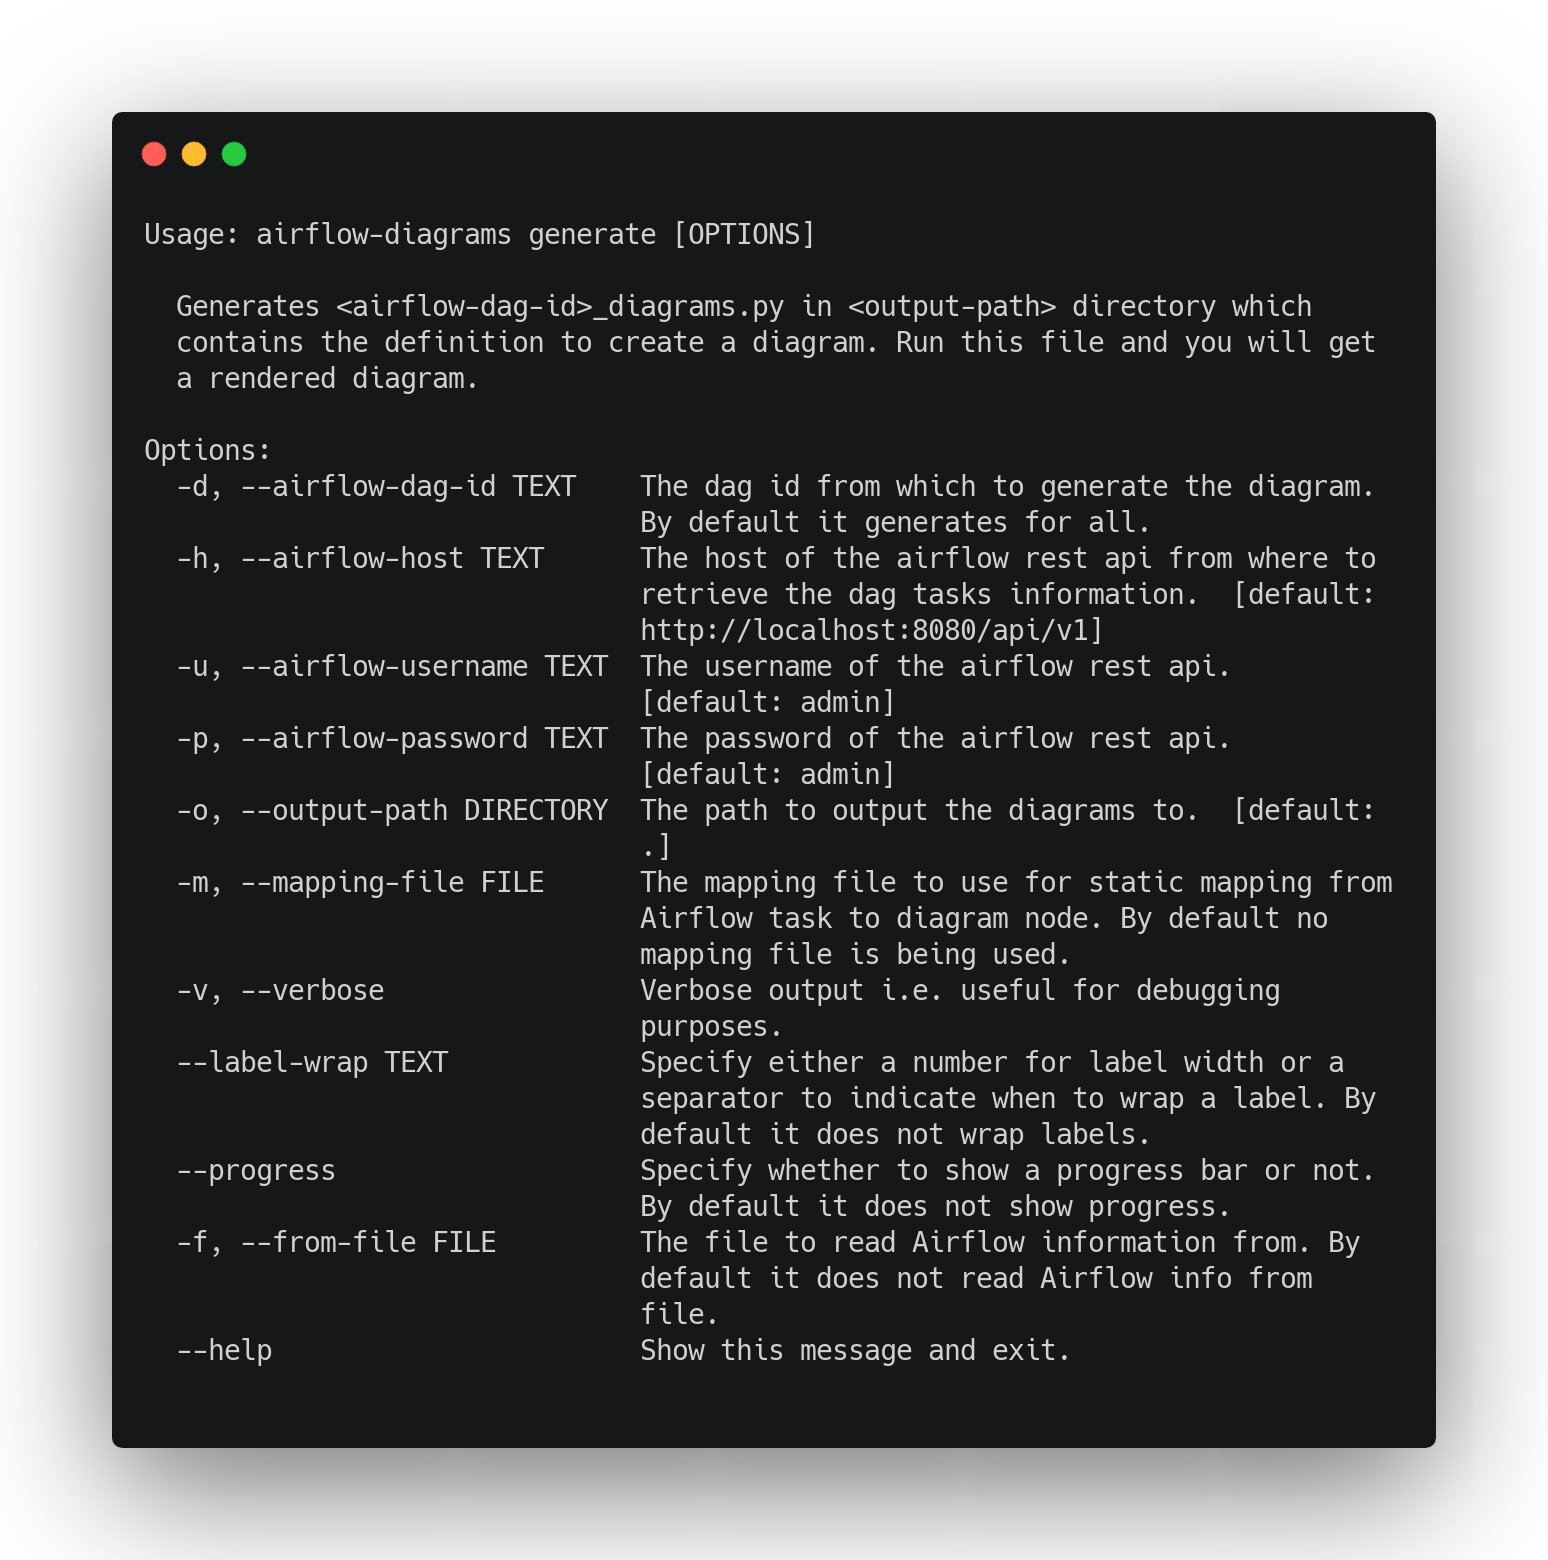 Usage: airflow-diagrams generate [OPTIONS]

  Generates <airflow-dag-id>_diagrams.py in <output-path> directory which
  contains the definition to create a diagram. Run this file and you will get
  a rendered diagram.

Options:
  -d, --airflow-dag-id TEXT    The dag id from which to generate the diagram.
                               By default it generates for all.
  -h, --airflow-host TEXT      The host of the airflow rest api from where to
                               retrieve the dag tasks information.  [default:
                               http://localhost:8080/api/v1]
  -u, --airflow-username TEXT  The username of the airflow rest api.
                               [default: admin]
  -p, --airflow-password TEXT  The password of the airflow rest api.
                               [default: admin]
  -o, --output-path DIRECTORY  The path to output the diagrams to.  [default:
                               .]
  -m, --mapping-file FILE      The mapping file to use for static mapping from
                               Airflow task to diagram node. By default no
                               mapping file is being used.
  -v, --verbose                Verbose output i.e. useful for debugging
                               purposes.
  --label-wrap TEXT            Specify either a number for label width or a
                               separator to indicate when to wrap a label. By
                               default it does not wrap labels.
  --progress                   Specify whether to show a progress bar or not.
                               By default it does not show progress.
  -f, --from-file FILE         The file to read Airflow information from. By
                               default it does not read Airflow info from
                               file.
  --help                       Show this message and exit.